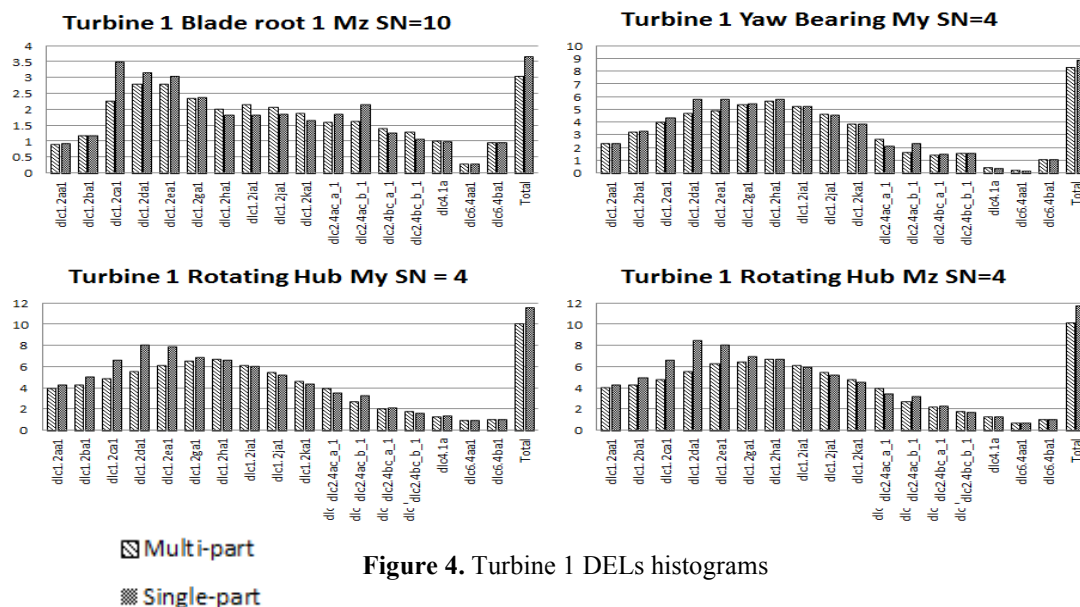 Turbine 1 Blade root 1 Mz SN=10
4
3.5
3
2.5
2
1.5
1
0.5
0
dlc1.2aa1
dlc1.2ba1
dlc1.2ca1
dlc1.2da1
dlc1.2ea1
dlc1.2ga1
dlc1.2ha1
dlc1.2ia1
dlc1.2ja1
dlc1.2ka1
dlc2.4ac_a_1
dlc2.4ac_b_1
dlc2.4bc_a_1
dlc2.4bc_b_1
dlc4.1a
dlc6.4aa1
dlc6.4ba1
Total
Turbine 1 Yaw Bearing My SN=4
10
9
8
7
6
5
4
3
2
1
0
dlc1.2aa1
dlc1.2ba1
dlc1.2ca1
dlc1.2da1
dlc1.2ea1
dlc1.2ga1
dlc1.2ha1
dlc1.2ia1
dlc1.2ja1
dlc1.2ka1
dlc2.4ac_a_1
dlc2.4ac_b_1
dlc2.4bc_a_1
dlc2.4bc_b_1
dlc4.1a
dlc6.4aa1
dlc6.4ba1
Total
Turbine 1 Rotating Hub My SN = 4
12
10
8
6
4
2
0
dlc1.2aa1
dlc1.2ba1
dlc1.2ca1
dlc1.2da1
dlc1.2ea1
dlc1.2ga1
dlc1.2ha1
dlc1.2ia1
dlc1.2ja1
dlc1.2ka1
dlc2.4ac_a_1
dlc2.4ac_b_1
dlc2.4bc_a_1
dlc2.4bc_b_1
dlc4.1a
dlc6.4aa1
dlc6.4ba1
Total
Turbine 1 Rotating Hub Mz SN=4
12
10
8
6
4
2
0
dlc1.2aa1
dlc1.2ba1
dlc1.2ca1
dlc1.2da1
dlc1.2ea1
dlc1.2ga1
dlc1.2ha1
dlc1.2ia1
dlc1.2ja1
dlc1.2ka1
dlc2.4ac_a_1
dlc2.4ac_b_1
dlc2.4bc_a_1
dlc2.4bc_b_1
dlc4.1a
dlc6.4aa1
dlc6.4ba1
Total
Multi-part
Single-part
Figure 4. Turbine 1 DELs histograms